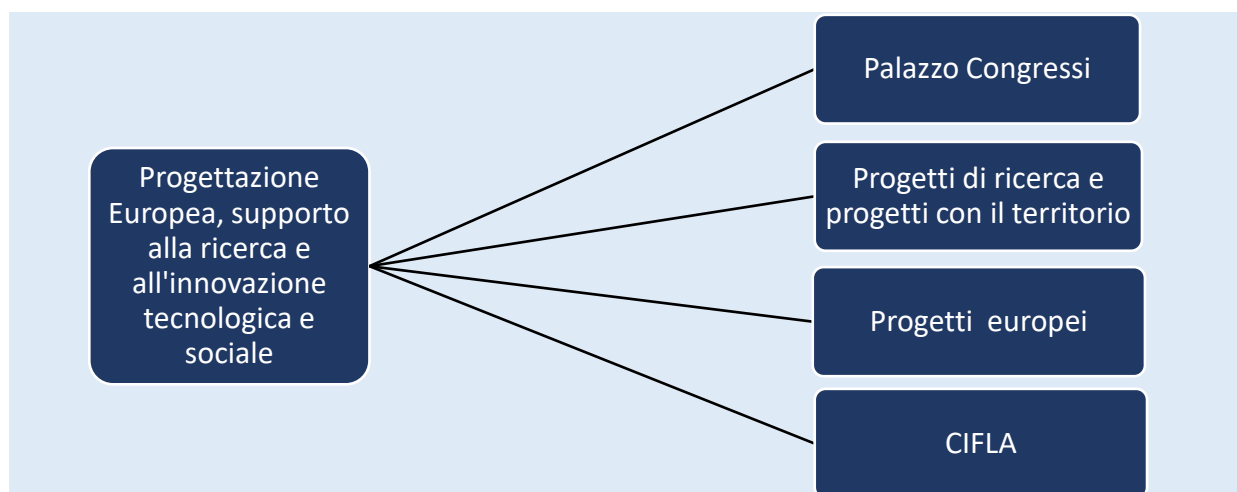 Progettazione
Europea, supporto
alla ricerca e
all'innovazione
tecnologica e
sociale
Palazzo Congressi
Progetti di ricerca e
progetti con il territorio
Progetti europei
CIFLA